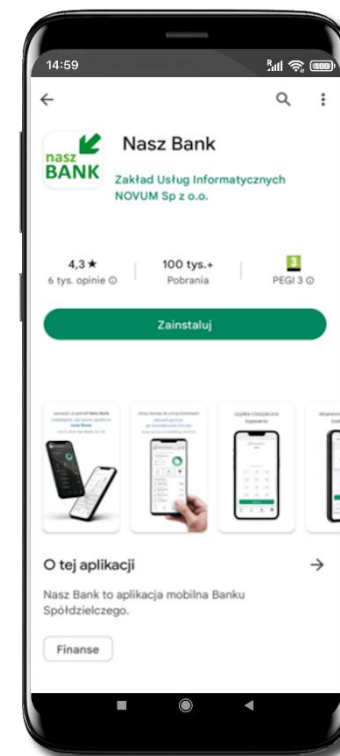 14:59
nasz
BANK
Nasz Bank
Zakład Usług Informatycznych
NOVUM Sp z o.o.
4,3 ★
6 tys. opinie
100 tys.+
Pobrania
3
PEGI 3
Zainstaluj
O tej aplikacji
Nasz Bank to aplikacja mobilna Banku
Spółdzielczego.
Finanse